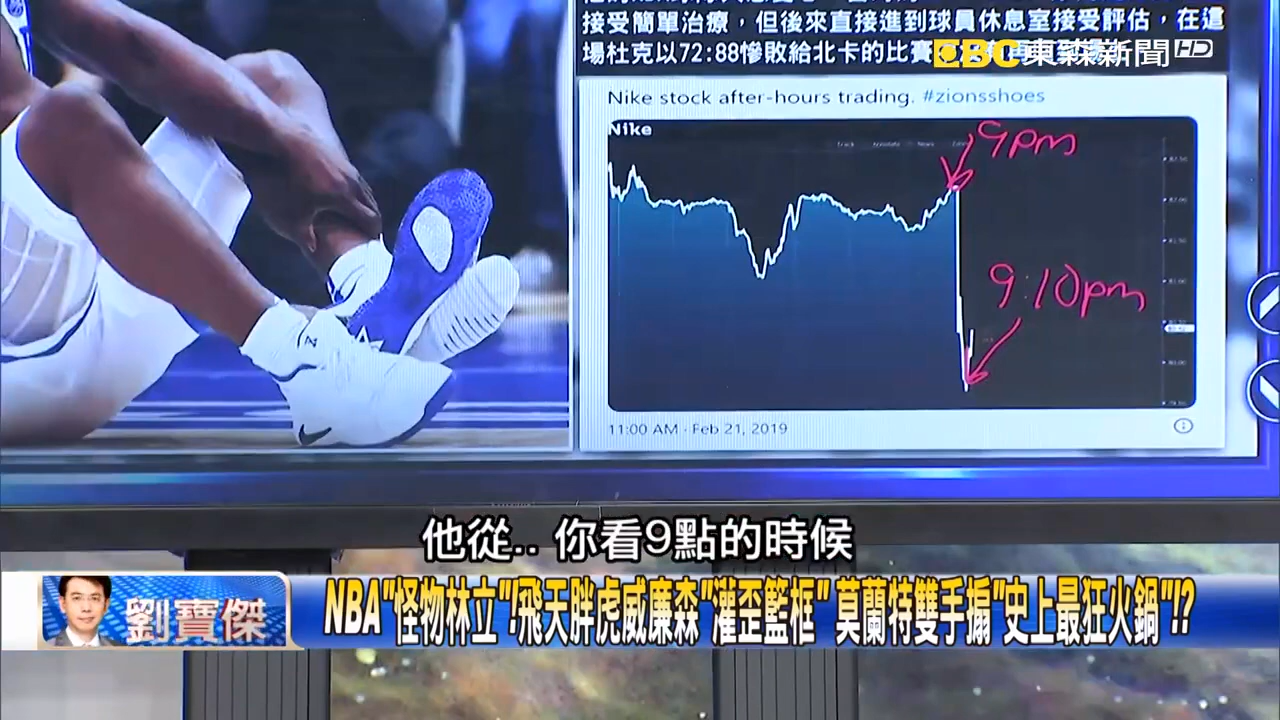 接受簡單治療，但後來直接進到球員休息室接受評估，在這
場杜克以72:88慘敗給北卡的比賽
EBC東森新聞HD
Nike stock after-hours trading. #zionsshoes
Nike
9pm
9:10pm
11:00 AM - Feb 21, 2019
他從.. 你看9點的時候
劉寶傑
NBA"怪物林立"!飛天胖虎威廉森"灌歪籃框" 莫蘭特雙手搧"史上最狂火鍋"!?